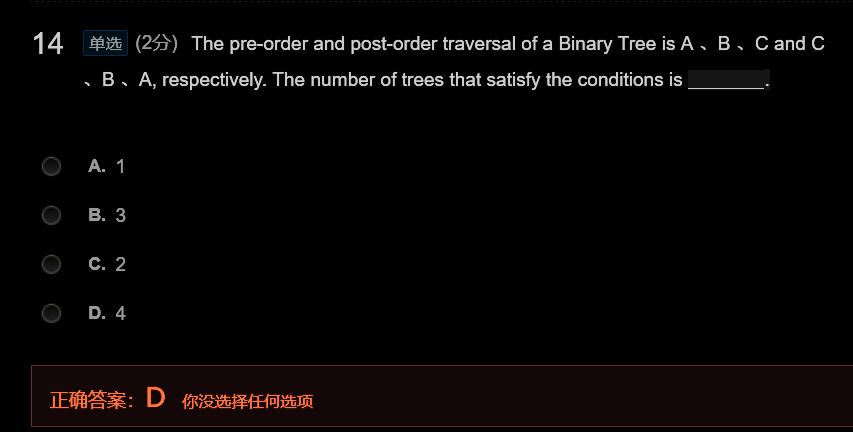 14 单选 (2分) The pre-order and post-order traversal of a Binary Tree is A 、B 、C and C
、B 、A, respectively. The number of trees that satisfy the conditions is ________.
A. 1
B. 3
C. 2
D. 4
正确答案：D 你没选择任何选项